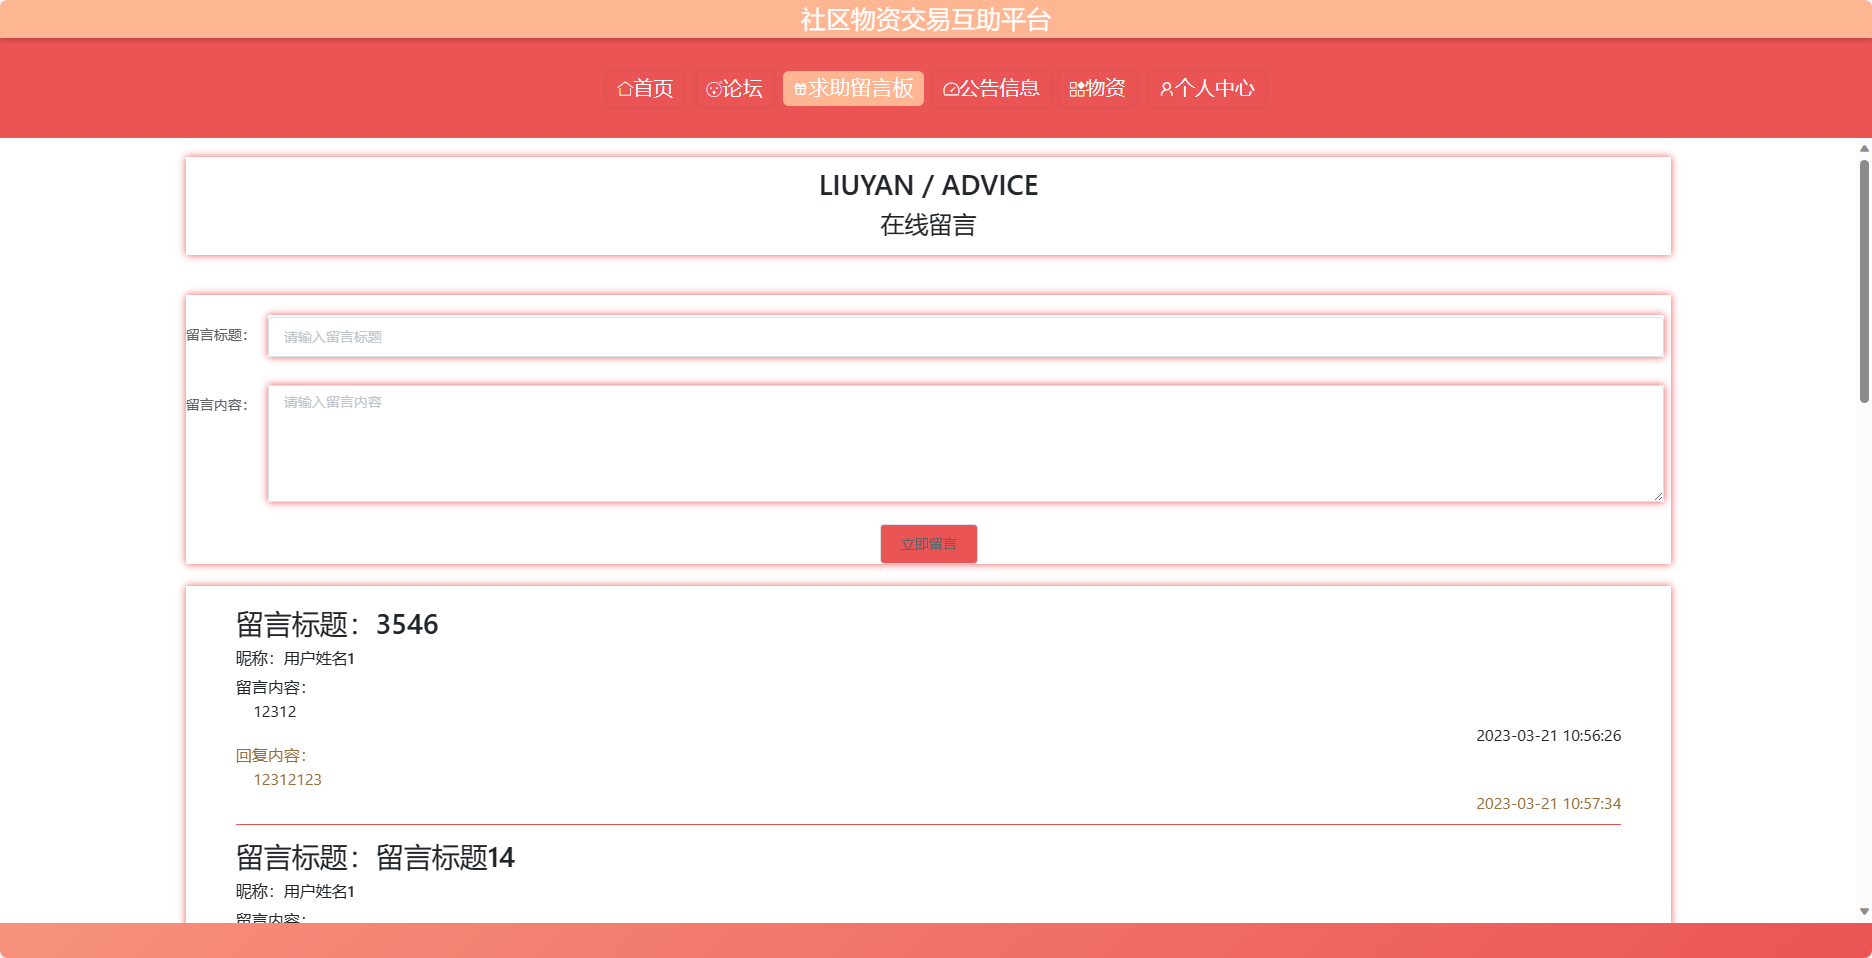 社区物资交易互助平台
首页 论坛 求助留言板 公告信息 物资 个人中心
LIUYAN / ADVICE
在线留言
留言标题： 请输入留言标题
留言内容： 请输入留言内容
立即留言
留言标题：3546
昵称：用户姓名1
留言内容：
12312
2023-03-21 10:56:26
回复内容：
12312123
2023-03-21 10:57:34
留言标题：留言标题14
昵称：用户姓名1
留言内容：